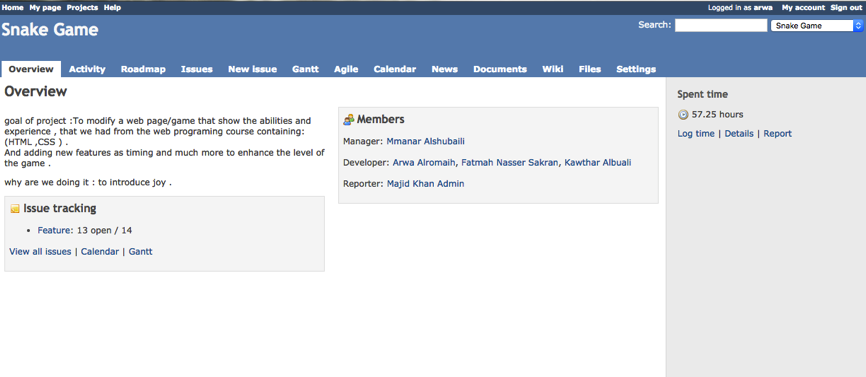 Home My page Projects Help
Logged in as arwa My account Sign out
Snake Game
Search:
Snake Game
Overview Activity Roadmap Issues New issue Gantt Agile Calendar News Documents Wiki Files Settings
Overview
goal of project :To modify a web page/game that show the abilities and
experience , that we had from the web programing course containing:
(HTML ,CSS ) .
And adding new features as timing and much more to enhance the level of
the game .
why are we doing it : to introduce joy .
Issue tracking
• Feature: 13 open / 14
View all issues | Calendar | Gantt
Members
Manager: Mmanar Alshubaili
Developer: Arwa Alromaih, Fatmah Nasser Sakran, Kawthar Albuali
Reporter: Majid Khan Admin
Spent time
57.25 hours
Log time | Details | Report